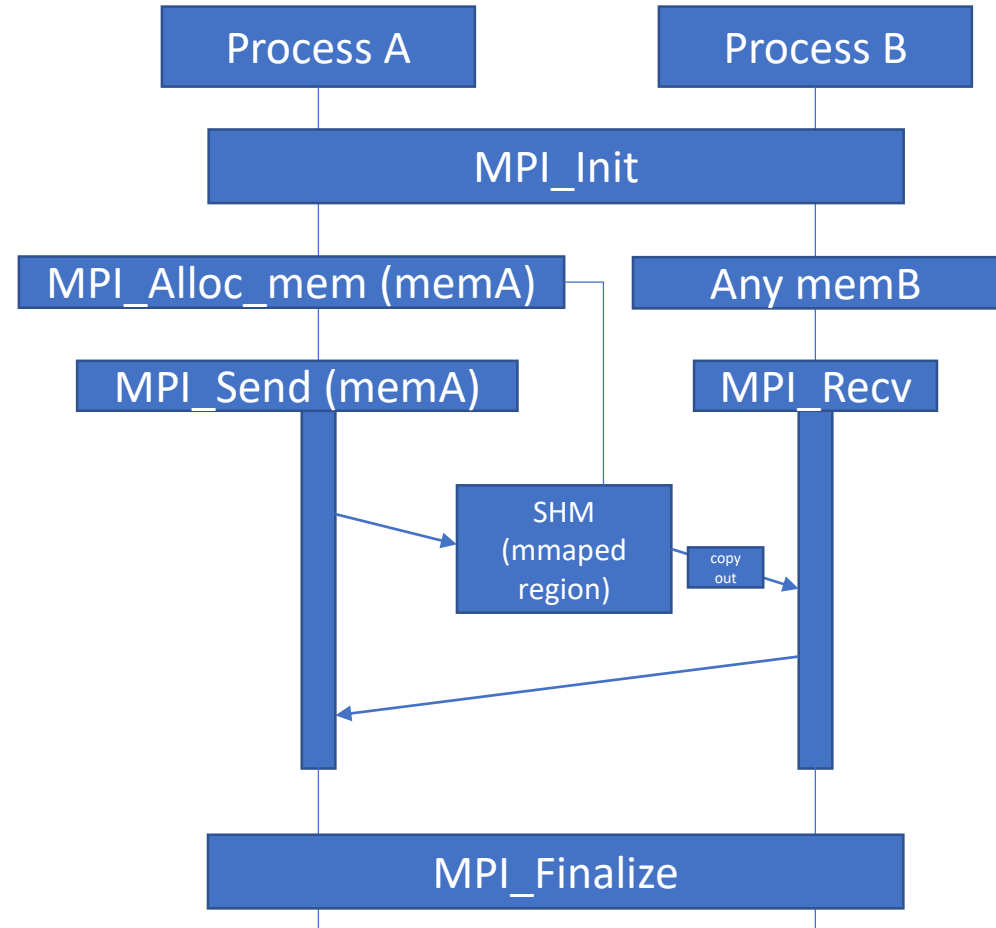 Process A
Process B
MPI_Init
MPI_Alloc_mem (memA)
Any memB
MPI_Send (memA)
MPI_Recv
SHM
(mmaped
region)
copy
out
MPI_Finalize